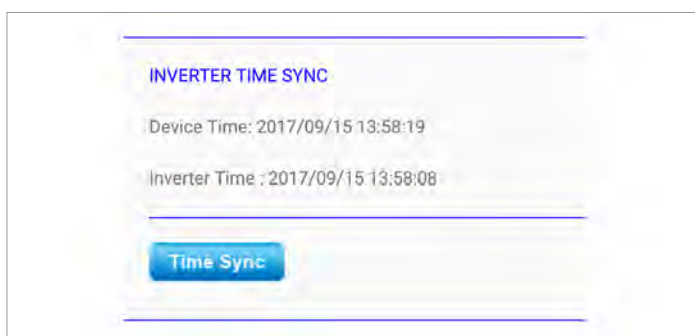 INVERTER TIME SYNC
Device Time: 2017/09/15 13:58:19
Inverter Time : 2017/09/15 13:58:08
Time Sync